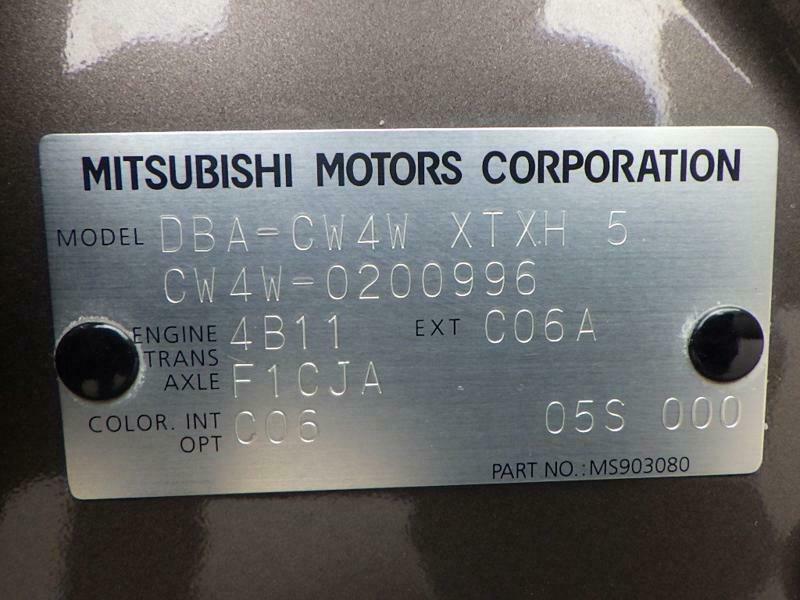 MITSUBISHI MOTORS CORPORATION
MODEL DBA-CW4W XTXH 5
CW4W-0200996
ENGINE 4B11 EXT C06A
TRANS
AXLE F1CJA
COLOR. INT C06 05S 000
OPT
PART NO.:MS903080